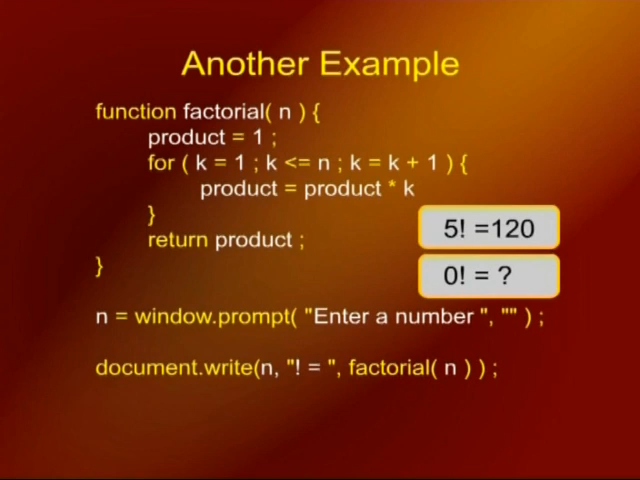 Another Example
function factorial( n ) {
product = 1 ;
for ( k = 1 ; k <= n ; k = k + 1 ) {
product = product * k
}
return product ;
}
5! =120
0! = ?
n = window.prompt( "Enter a number ", "" ) ;
document.write(n, "! = ", factorial( n ) ) ;